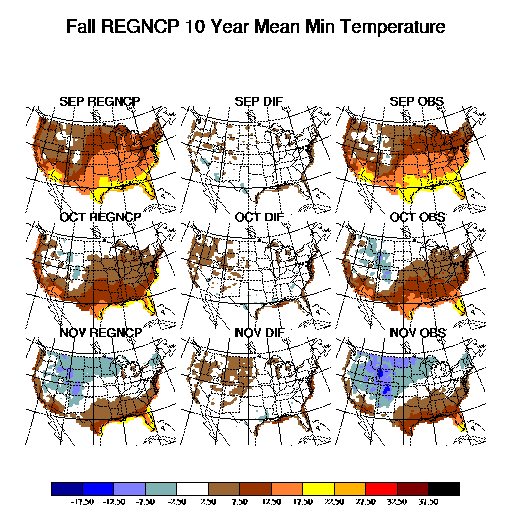 Fall REGNCP 10 Year Mean Min Temperature
SEP REGNCP SEP DIF SEP OBS
OCT REGNCP OCT DIF OCT OBS
NOV REGNCP NOV DIF NOV OBS
-17.50 -12.50 -7.50 -2.50 2.50 7.50 12.50 17.50 22.50 27.50 32.50 37.50